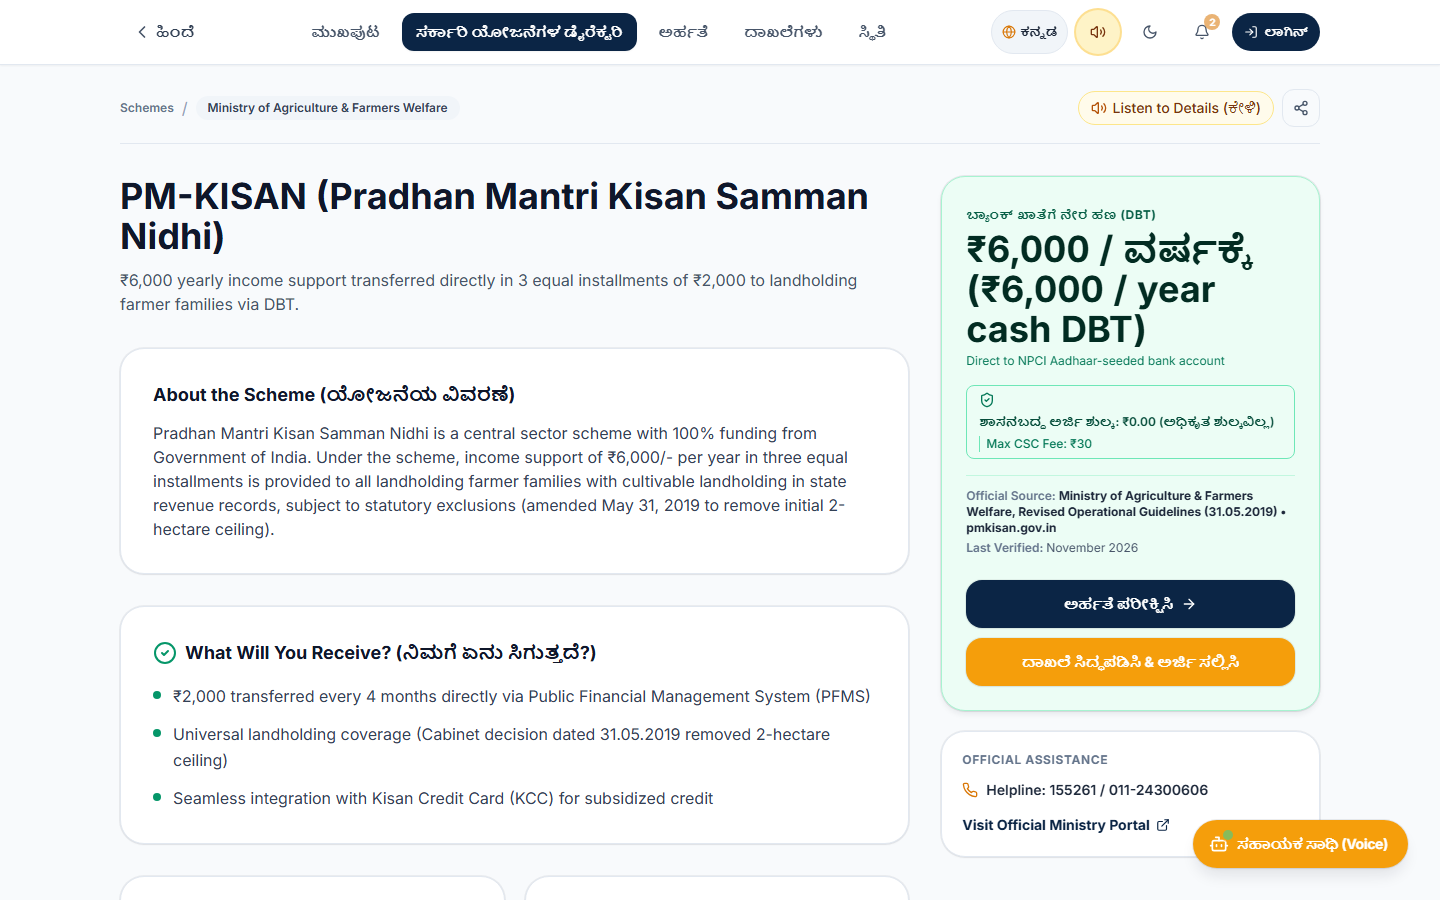 ಹಿಂದೆ
ಮುಖಪುಟ
ಸರ್ಕಾರಿ ಯೋಜನೆಗಳ ಡೈರೆಕ್ಟರಿ
ಅರ್ಹತೆ
ದಾಖಲೆಗಳು
ಸ್ಥಿತಿ
ಕನ್ನಡ
2
ಲಾಗಿನ್
Schemes / Ministry of Agriculture & Farmers Welfare
Listen to Details (ಕೇಳಿ)
PM-KISAN (Pradhan Mantri Kisan Samman
Nidhi)
₹6,000 yearly income support transferred directly in 3 equal installments of ₹2,000 to landholding
farmer families via DBT.
About the Scheme (ಯೋಜನೆಯ ವಿವರಣೆ)
Pradhan Mantri Kisan Samman Nidhi is a central sector scheme with 100% funding from
Government of India. Under the scheme, income support of ₹6,000/- per year in three equal
installments is provided to all landholding farmer families with cultivable landholding in state
revenue records, subject to statutory exclusions (amended May 31, 2019 to remove initial 2-
hectare ceiling).
What Will You Receive? (ನಿಮಗೆ ಏನು ಸಿಗುತ್ತದೆ?)
₹2,000 transferred every 4 months directly via Public Financial Management System (PFMS)
Universal landholding coverage (Cabinet decision dated 31.05.2019 removed 2-hectare
ceiling)
Seamless integration with Kisan Credit Card (KCC) for subsidized credit
ಬ್ಯಾಂಕ್ ಖಾತೆಗೆ ನೇರ ಹಣ (DBT)
₹6,000 / ವರ್ಷಕ್ಕೆ
(₹6,000 / year
cash DBT)
Direct to NPCI Aadhaar-seeded bank account
ಶಾಸನಬದ್ಧ ಅರ್ಜಿ ಶುಲ್ಕ: ₹0.00 (ಅಧಿಕೃತ ಶುಲ್ಕವಿಲ್ಲ)
Max CSC Fee: ₹30
Official Source: Ministry of Agriculture & Farmers
Welfare, Revised Operational Guidelines (31.05.2019) •
pmkisan.gov.in
Last Verified: November 2026
ಅರ್ಹತೆ ಪರೀಕ್ಷಿಸಿ →
ದಾಖಲೆ ಸಿದ್ಧಪಡಿಸಿ & ಅರ್ಜಿ ಸಲ್ಲಿಸಿ
OFFICIAL ASSISTANCE
Helpline: 155261 / 011-24300606
Visit Official Ministry Portal
ಸಹಾಯಕ ಸಾಥಿ (Voice)